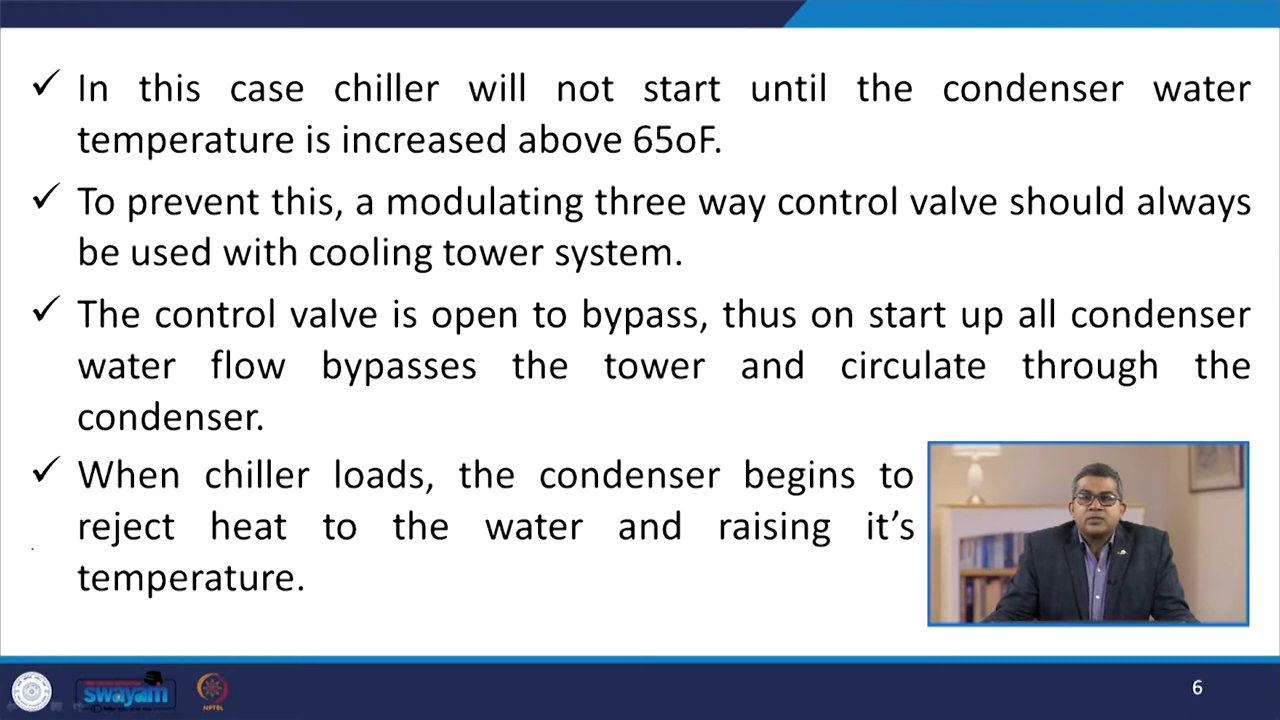 ✓ In this case chiller will not start until the condenser water
temperature is increased above 65oF.
✓ To prevent this, a modulating three way control valve should always
be used with cooling tower system.
✓ The control valve is open to bypass, thus on start up all condenser
water flow bypasses the tower and circulate through the
condenser.
✓ When chiller loads, the condenser begins to
reject heat to the water and raising it’s
temperature.
swayam
NPTEL
6